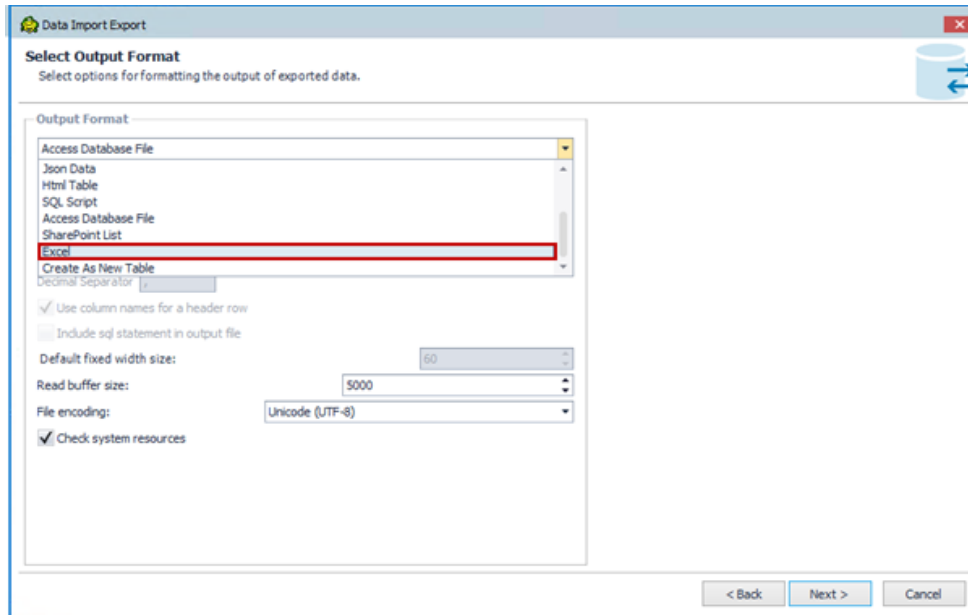 Data Import Export
Select Output Format
Select options for formatting the output of exported data.
Output Format
Access Database File
Json Data
Html Table
SQL Script
Access Database File
SharePoint List
Excel
Create As New Table
Decimal Separator ,
Use column names for a header row
Include sql statement in output file
Default fixed width size: 60
Read buffer size: 5000
File encoding: Unicode (UTF-8)
Check system resources
< Back Next > Cancel